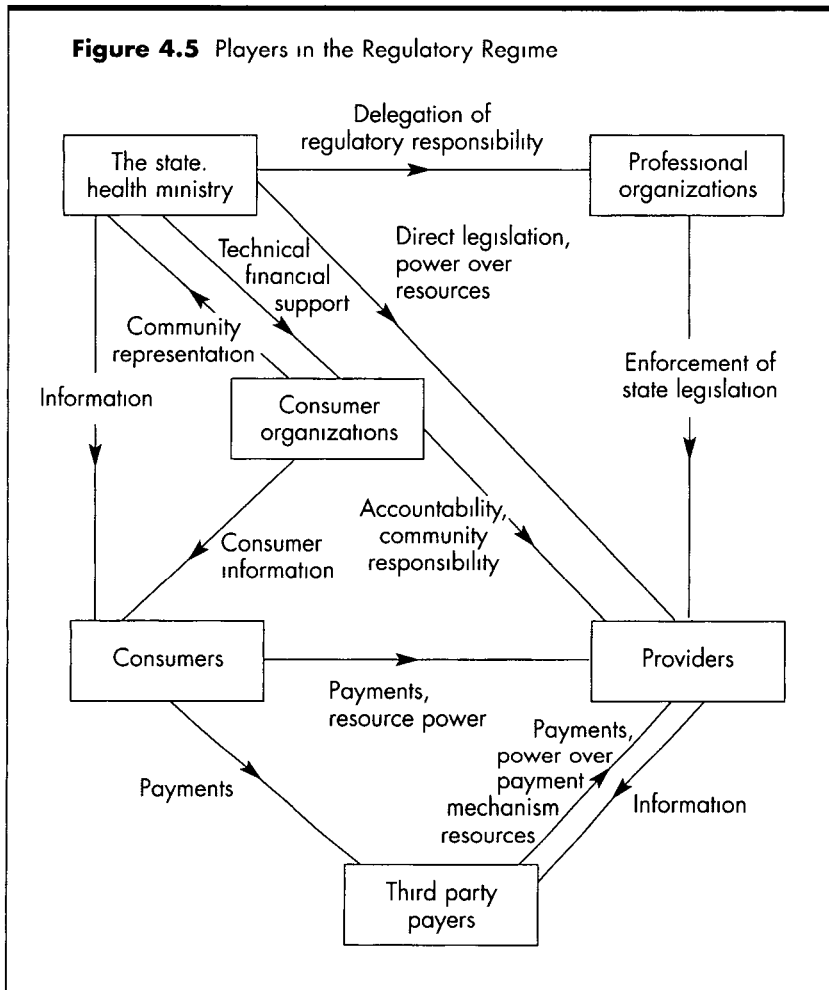 Figure 4.5 Players in the Regulatory Regime
Delegation of
regulatory responsibility
The state.
health ministry
Professional
organizations
Technical
financial
support
Direct legislation,
power over
resources
Community
representation
Information
Enforcement of
state legislation
Consumer
organizations
Accountability,
community
responsibility
Consumer
information
Consumers
Providers
Payments,
resource power
Payments,
power over
payment
mechanism
resources
Payments
Information
Third party
payers